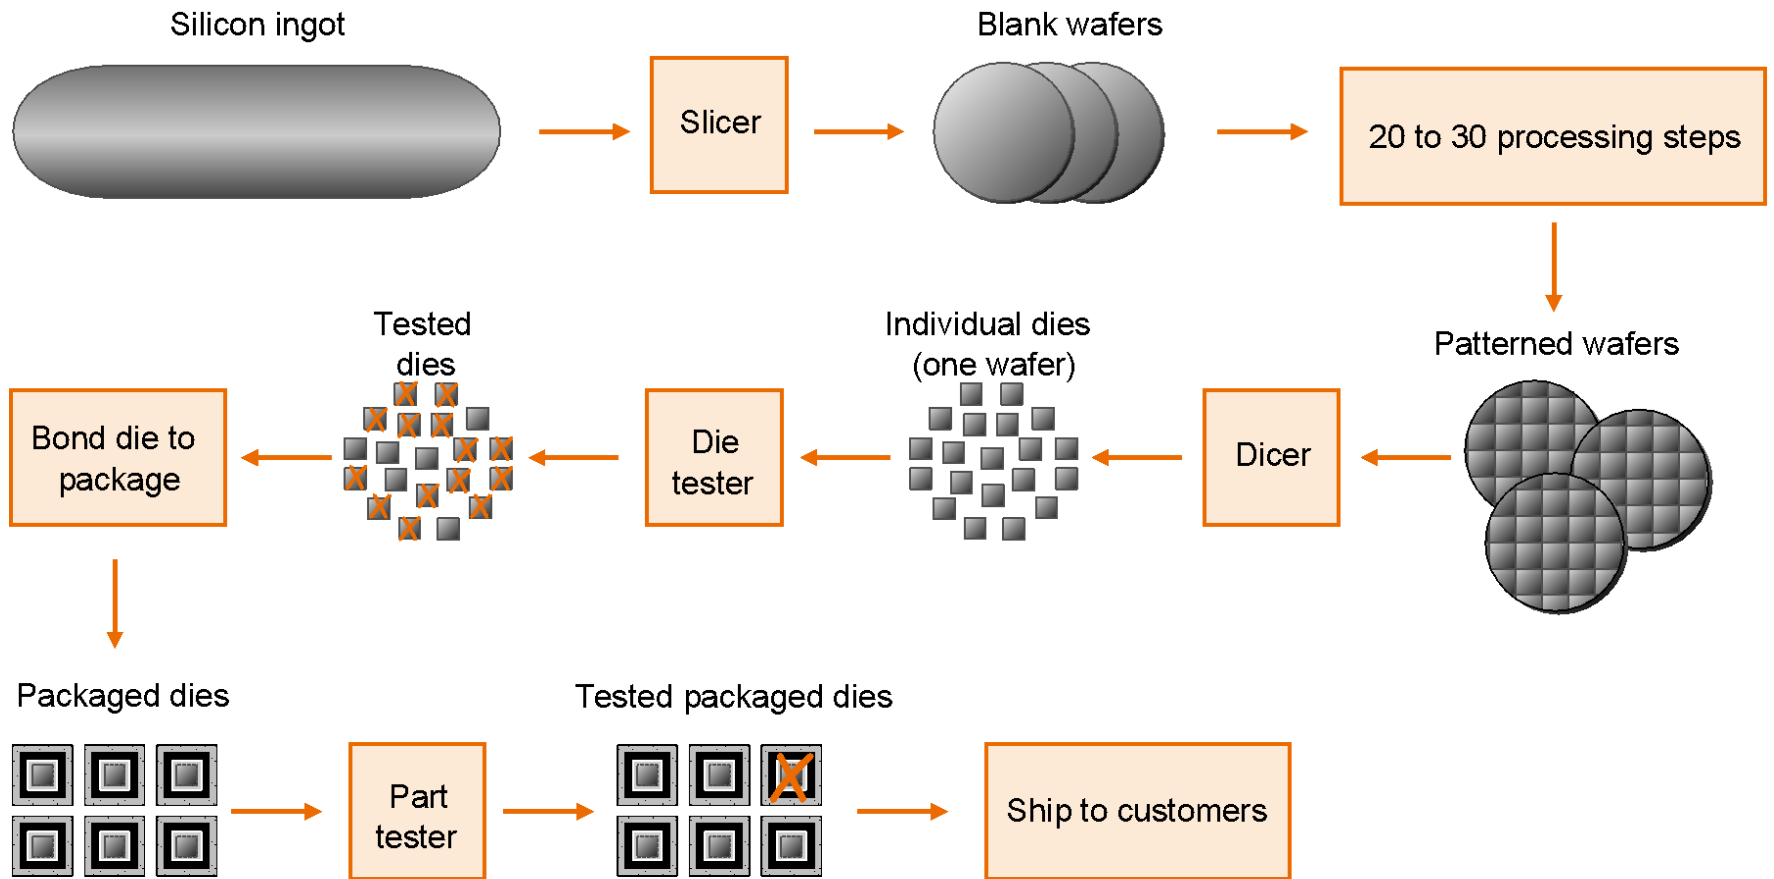 Silicon ingot
Slicer
Blank wafers
20 to 30 processing steps
Tested
dies
Individual dies
(one wafer)
Patterned wafers
Bond die to
package
Die
tester
Dicer
Packaged dies
Part
tester
Tested packaged dies
Ship to customers